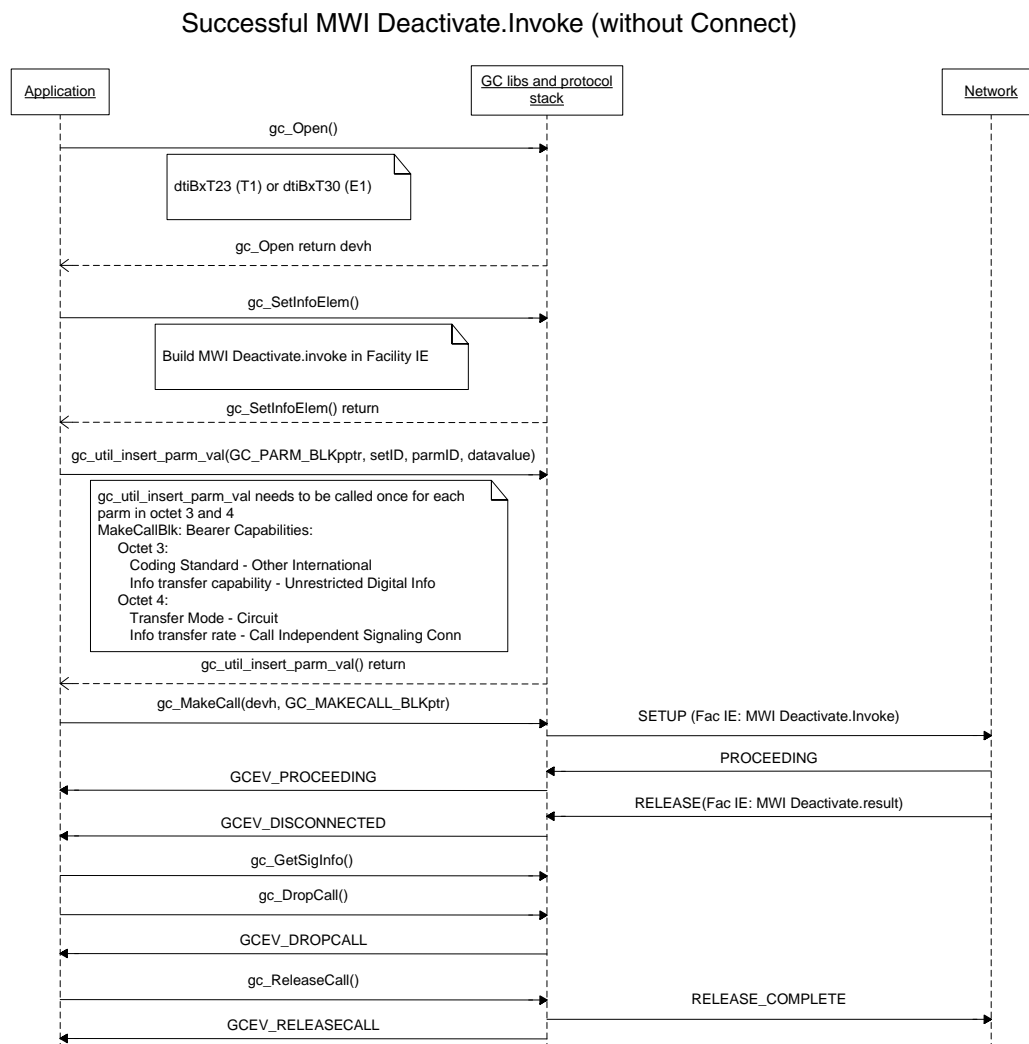 Successful MWI Deactivate.Invoke (without Connect)
Application
GC libs and protocol
stack
Network
gc_Open()
dtiBxT23 (T1) or dtiBxT30 (E1)
gc_Open return devh
gc_SetInfoElem()
Build MWI Deactivate.invoke in Facility IE
gc_SetInfoElem() return
gc_util_insert_parm_val(GC_PARM_BLKpptr, setID, parmID, datavalue)
gc_util_insert_parm_val needs to be called once for each
parm in octet 3 and 4
MakeCallBlk: Bearer Capabilities:
Octet 3:
Coding Standard - Other International
Info transfer capability - Unrestricted Digital Info
Octet 4:
Transfer Mode - Circuit
Info transfer rate - Call Independent Signaling Conn
gc_util_insert_parm_val() return
gc_MakeCall(devh, GC_MAKECALL_BLKptr)
SETUP (Fac IE: MWI Deactivate.Invoke)
PROCEEDING
GCEV_PROCEEDING
RELEASE(Fac IE: MWI Deactivate.result)
GCEV_DISCONNECTED
gc_GetSigInfo()
gc_DropCall()
GCEV_DROPCALL
gc_ReleaseCall()
RELEASE_COMPLETE
GCEV_RELEASECALL